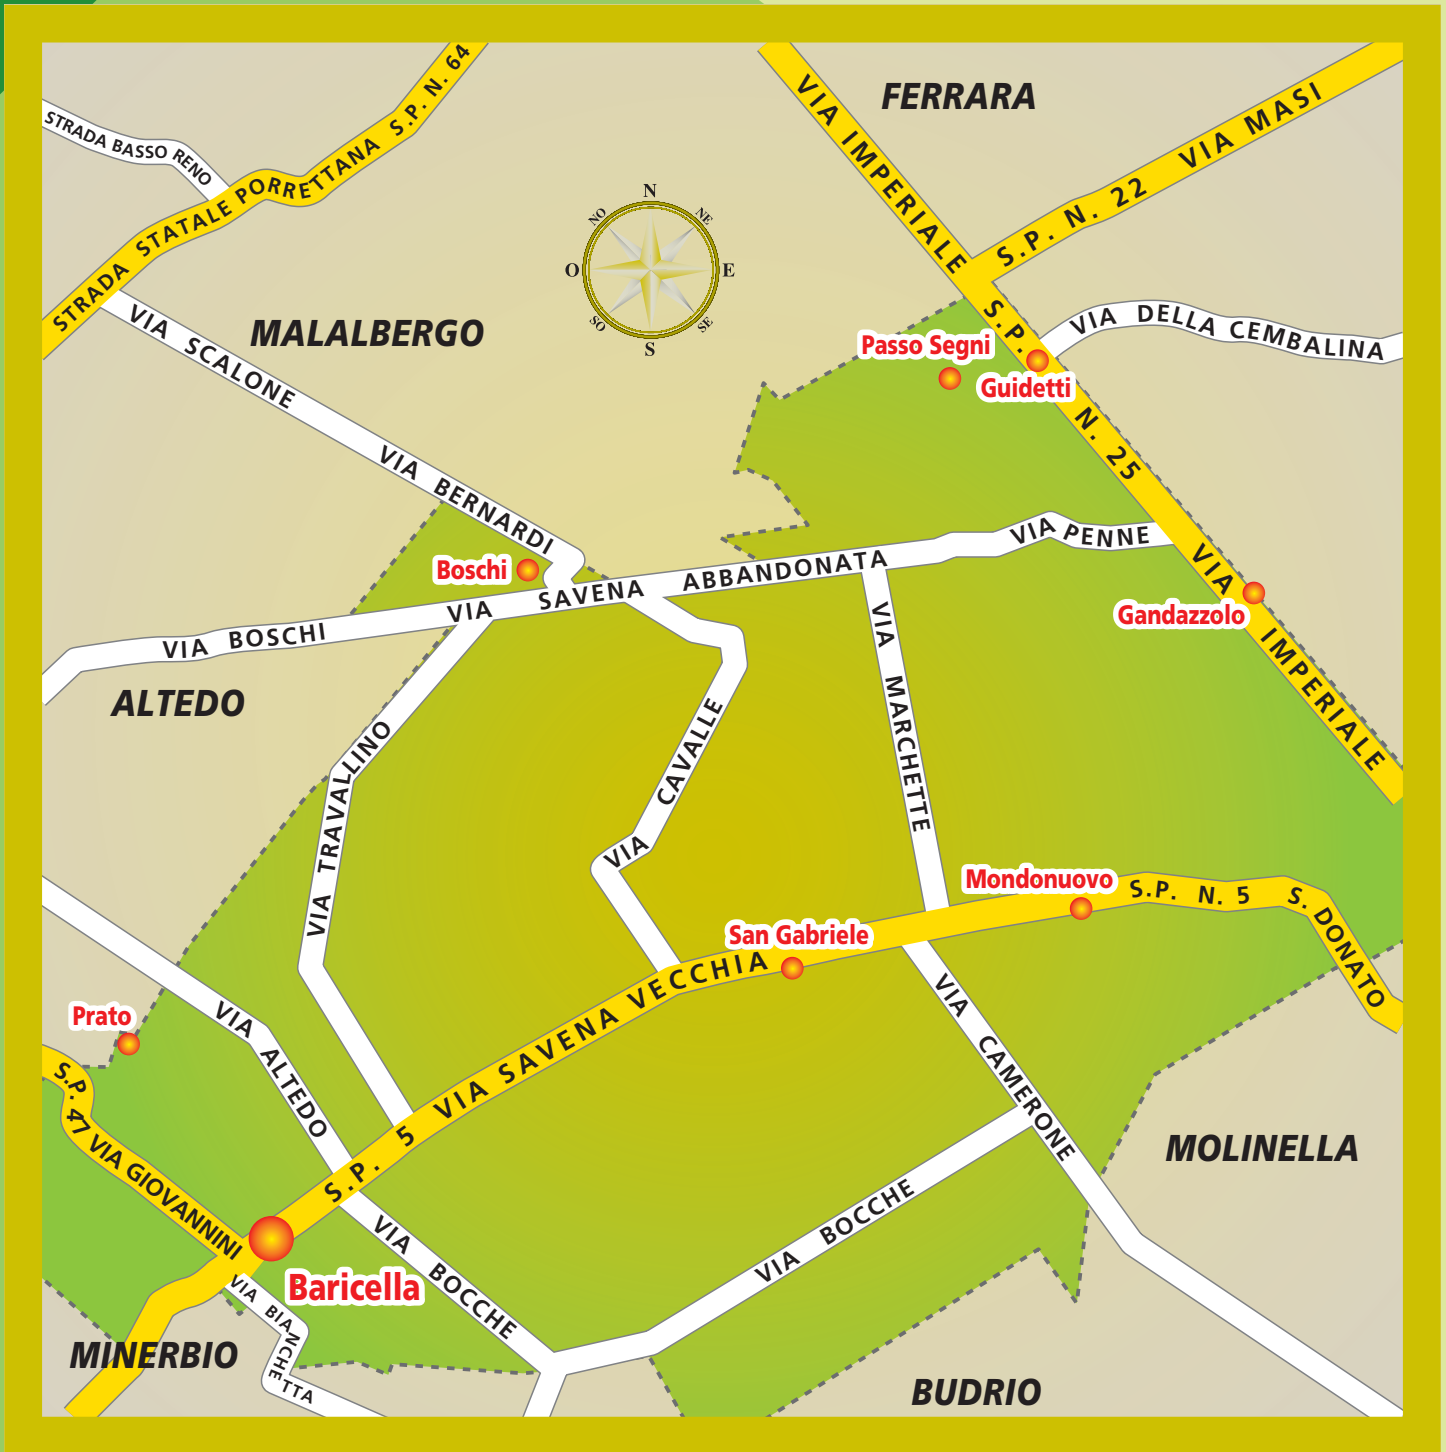 FERRARA
STRADA BASSO RENO
STRADA STATALE PORRETTANA S.P. N. 64
VIA IMPERIALE S.P. N. 25 VIA IMPERIALE
S.P. N. 22 VIA MASI
N
NO
NE
O
E
SO
SE
S
VIA DELLA CEMBALINA
VIA SCALONE
MALALBERGO
Passo Segni
Guidetti
VIA BERNARDI
Boschi
VIA BOSCHI
VIA SAVENA ABBANDONATA
VIA PENNE
Gandazzolo
ALTEDO
VIA TRAVALLINO
VIA CAVALLE
VIA MARCHETTE
Mondonuovo
S.P. N. 5 S. DONATO
San Gabriele
S.P. 5 VIA SAVENA VECCHIA
Prato
VIA ALTEDO
VIA CAMERONE
S.P. 47 VIA GIOVANNINI
MOLINELLA
VIA BOCCHE
VIA BOCCHE
Baricella
VIA BIANCHETTA
MINERBIO
BUDRIO